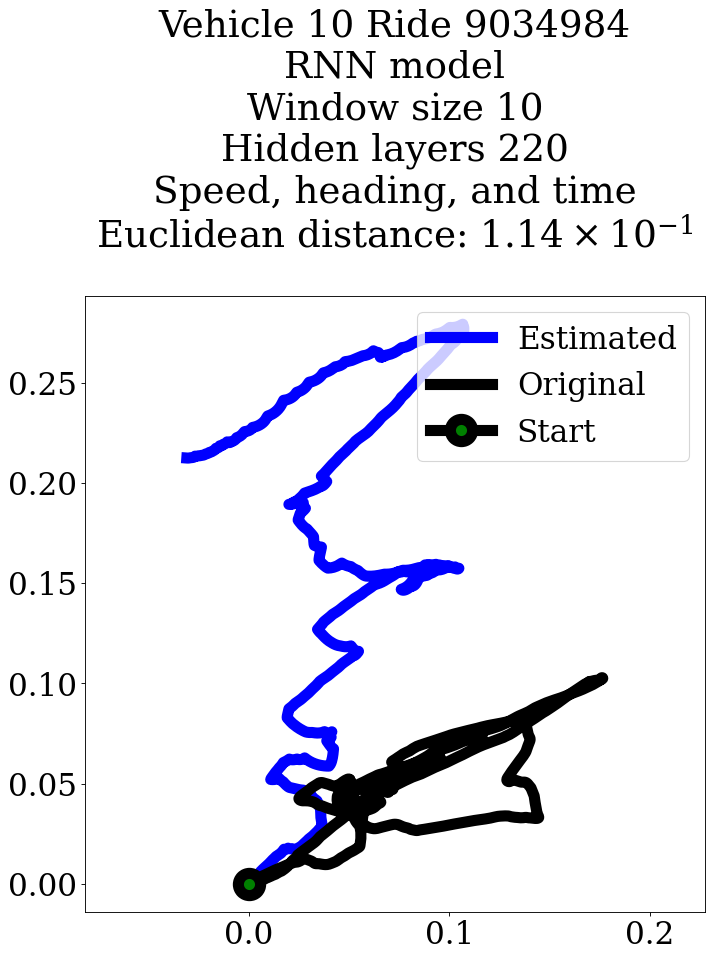 Vehicle 10 Ride 9034984
RNN model
Window size 10
Hidden layers 220
Speed, heading, and time
Euclidean distance: 1.14 × 10⁻¹
Estimated
Original
Start
0.25
0.20
0.15
0.10
0.05
0.00
0.0 0.1 0.2